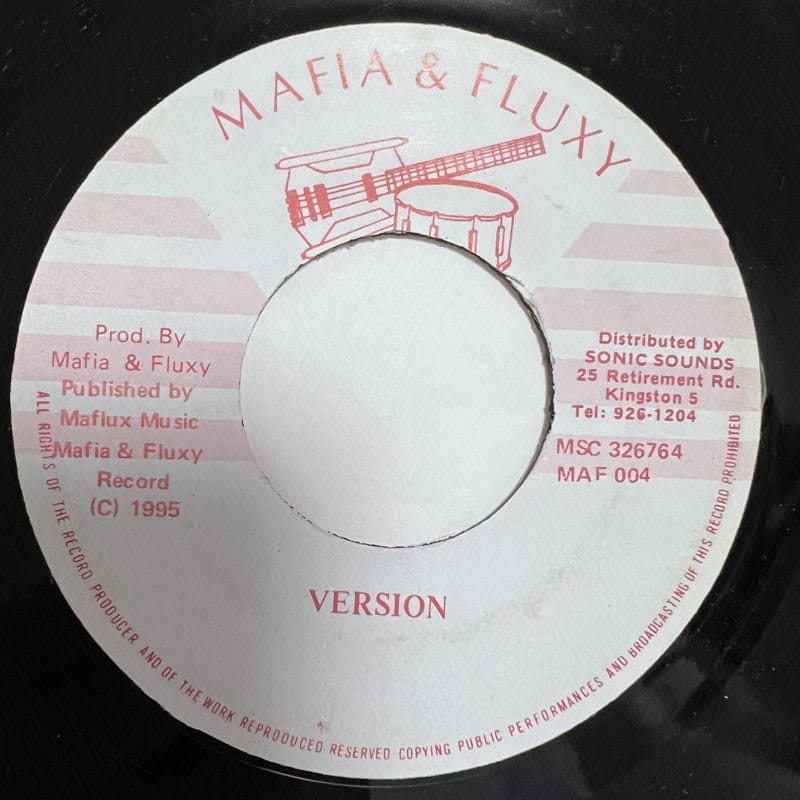 MAFIA & FLUXY
Prod. By
Mafia & Fluxy
Published by
Maflux Music
Mafia & Fluxy
Record
(C) 1995
Distributed by
SONIC SOUNDS
25 Retirement Rd.
Kingston 5
Tel: 926-1204
MSC 326764
MAF 004
VERSION
ALL RIGHTS OF THE RECORD PRODUCER AND OF THE WORK REPRODUCED RESERVED COPYING PUBLIC PERFORMANCES AND BROADCASTING OF THIS RECORD PROHIBITED